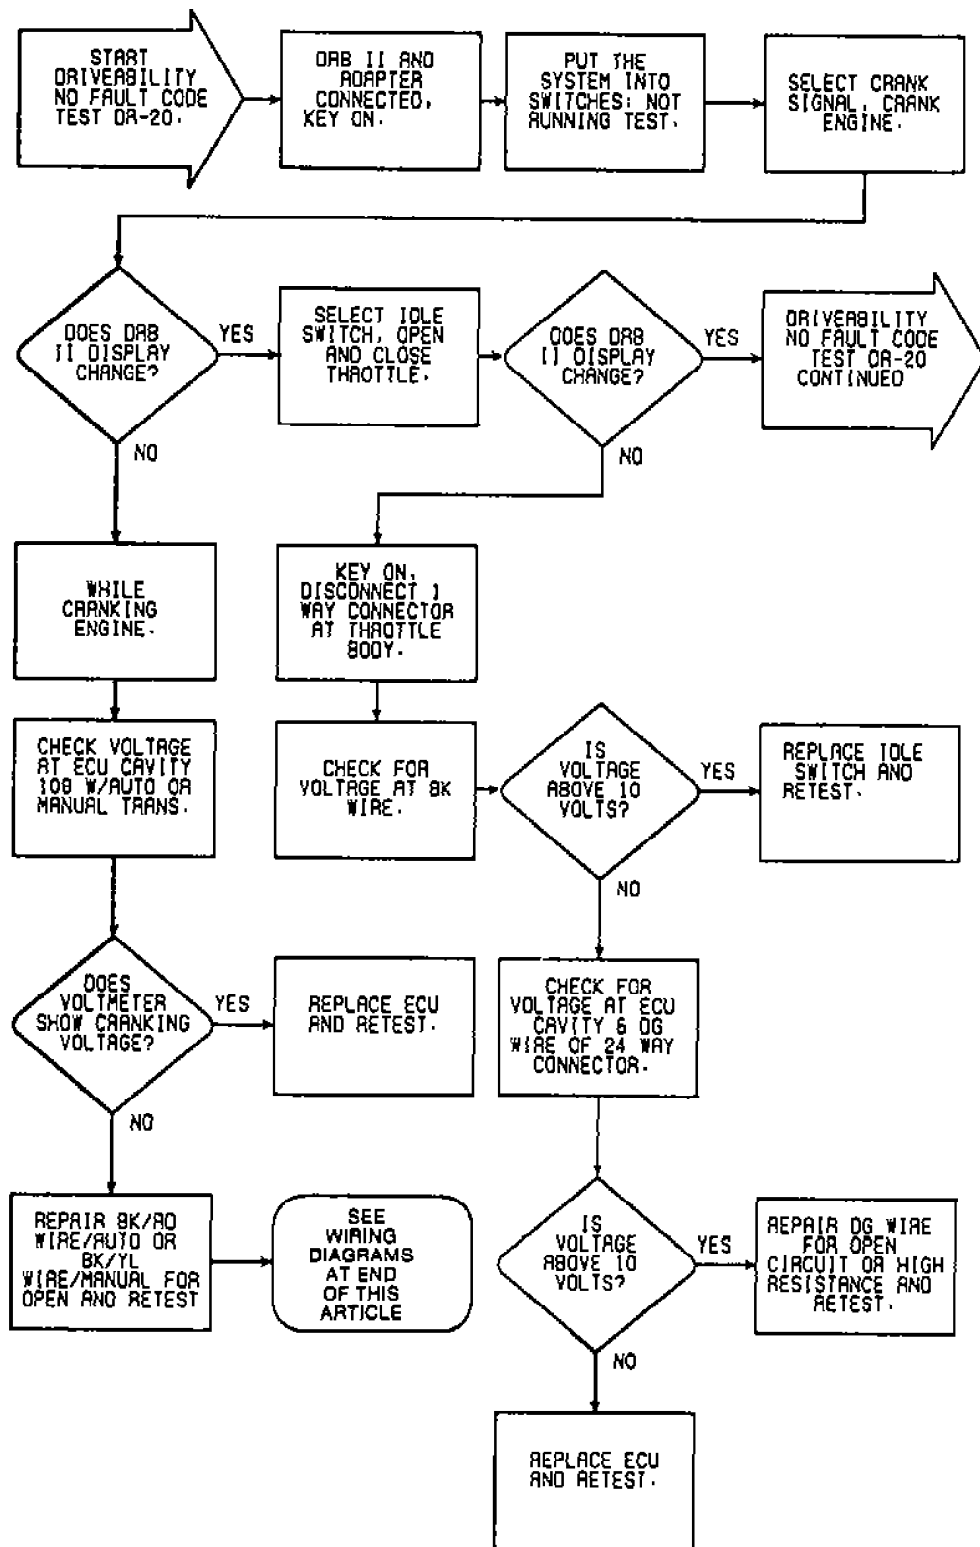 START
DRIVEABILITY
NO FAULT CODE
TEST DR-20.
DRB II AND
ADAPTER
CONNECTED,
KEY ON.
PUT THE
SYSTEM INTO
SWITCHES: NOT
RUNNING TEST.
SELECT CRANK
SIGNAL, CRANK
ENGINE.
DOES DRB
II DISPLAY
CHANGE?
YES
NO
SELECT IDLE
SWITCH, OPEN
AND CLOSE
THROTTLE.
DOES DRB
II DISPLAY
CHANGE?
YES
NO
DRIVEABILITY
NO FAULT CODE
TEST DR-20
CONTINUED
WHILE
CRANKING
ENGINE.
KEY ON,
DISCONNECT 1
WAY CONNECTOR
AT THROTTLE
BODY.
CHECK VOLTAGE
AT ECU CAVITY
10B W/AUTO OR
MANUAL TRANS.
CHECK FOR
VOLTAGE AT BK
WIRE.
IS
VOLTAGE
ABOVE 10
VOLTS?
YES
NO
REPLACE IDLE
SWITCH AND
RETEST.
DOES
VOLTMETER
SHOW CRANKING
VOLTAGE?
YES
NO
REPLACE ECU
AND RETEST.
CHECK FOR
VOLTAGE AT ECU
CAVITY 6 DG
WIRE OF 24 WAY
CONNECTOR.
REPAIR BK/RD
WIRE/AUTO OR
BK/YL
WIRE/MANUAL FOR
OPEN AND RETEST
SEE
WIRING
DIAGRAMS
AT END
OF THIS
ARTICLE
IS
VOLTAGE
ABOVE 10
VOLTS?
YES
NO
REPAIR DG WIRE
FOR OPEN
CIRCUIT OR HIGH
RESISTANCE AND
RETEST.
REPLACE ECU
AND RETEST.